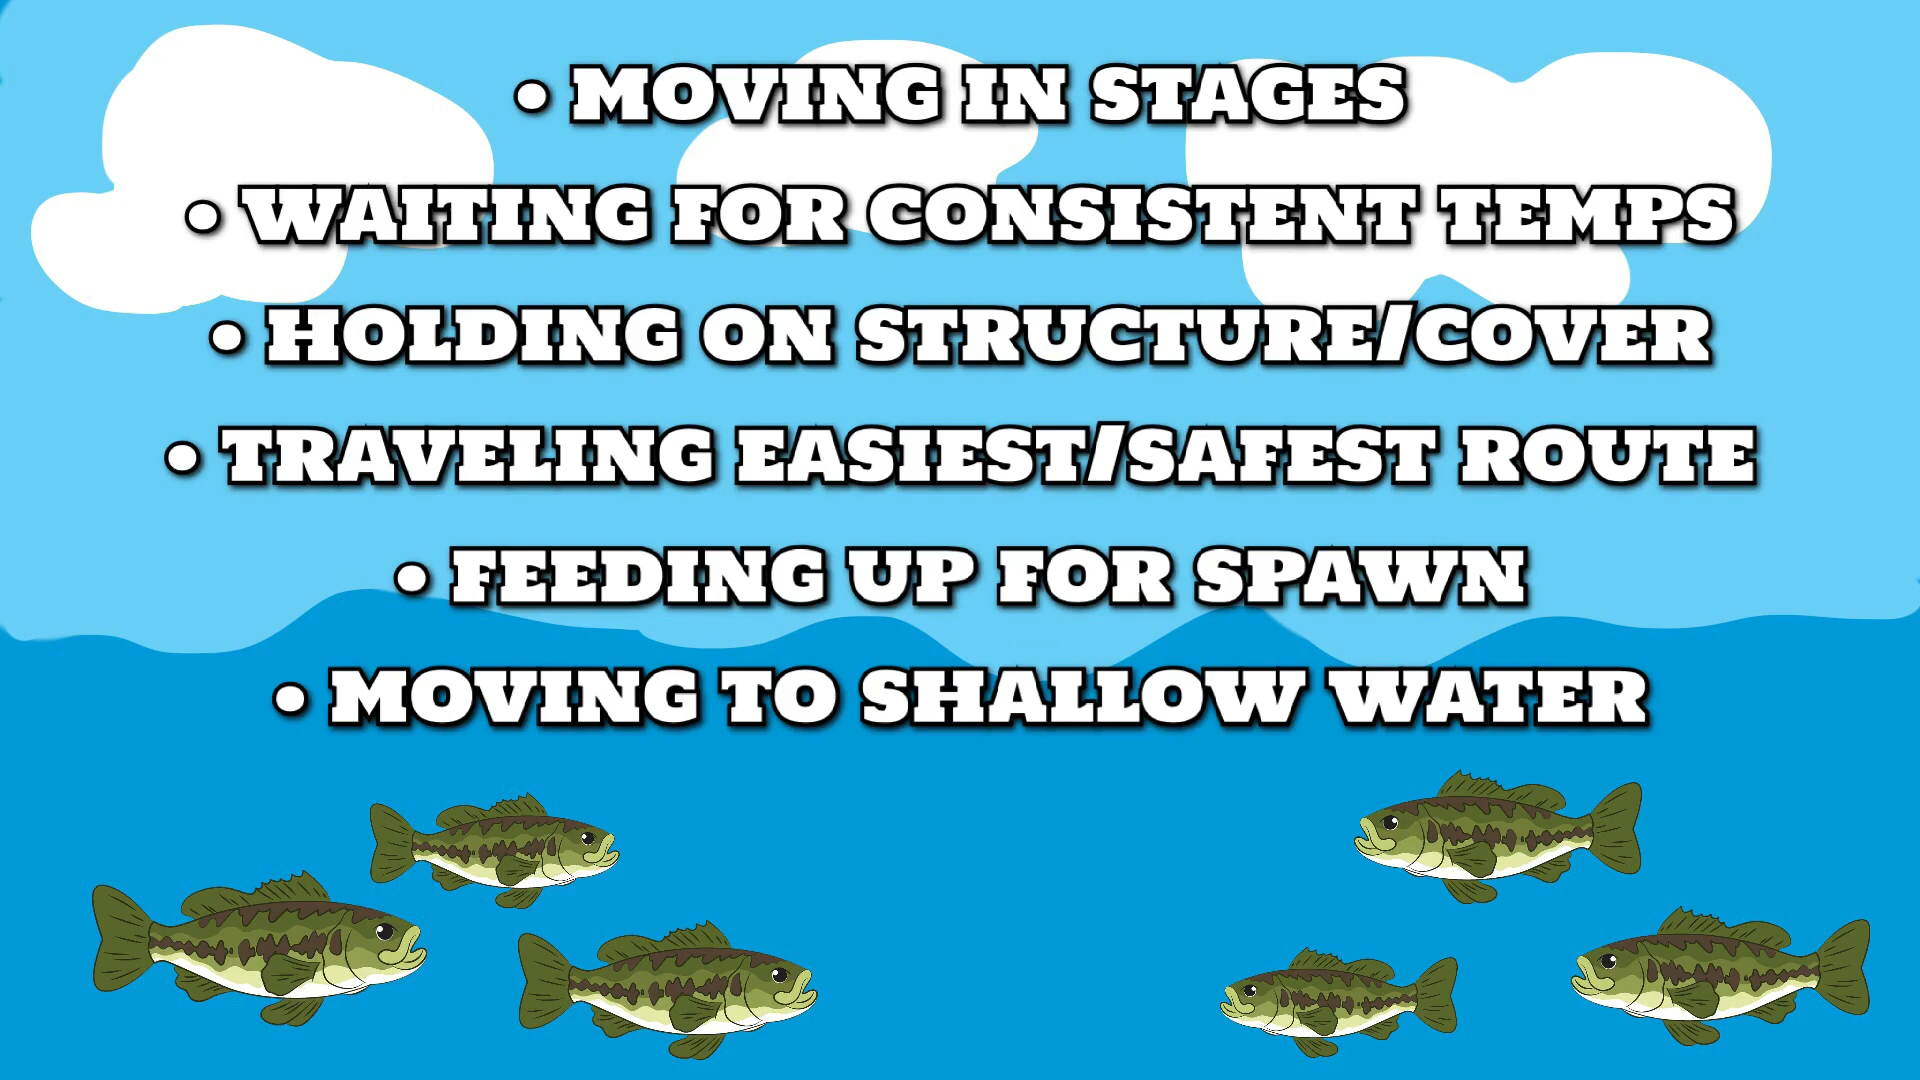 • MOVING IN STAGES
• WAITING FOR CONSISTENT TEMPS
• HOLDING ON STRUCTURE/COVER
• TRAVELING EASIEST/SAFEST ROUTE
• FEEDING UP FOR SPAWN
• MOVING TO SHALLOW WATER